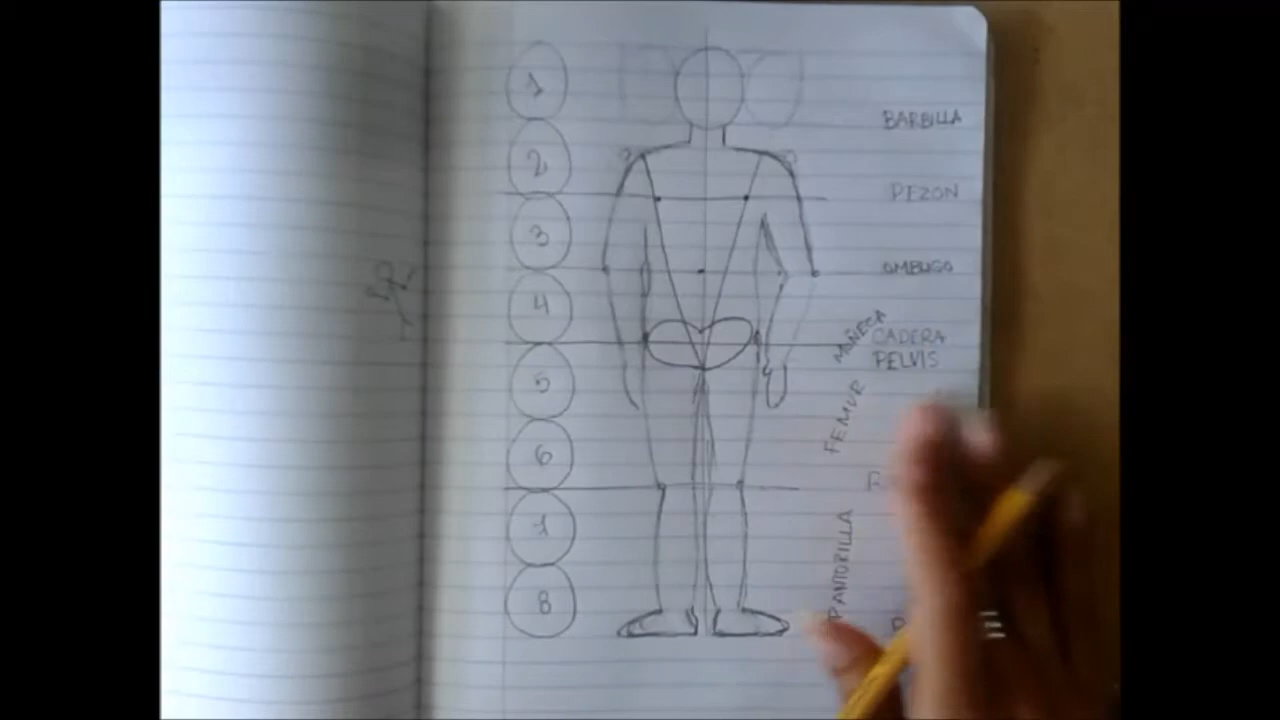 1
BARBILLA
2
PEZON
3
OMBLIGO
4
MUÑECA
CADERA
PELVIS
5
FEMUR
6
7
PANTORILLA
8